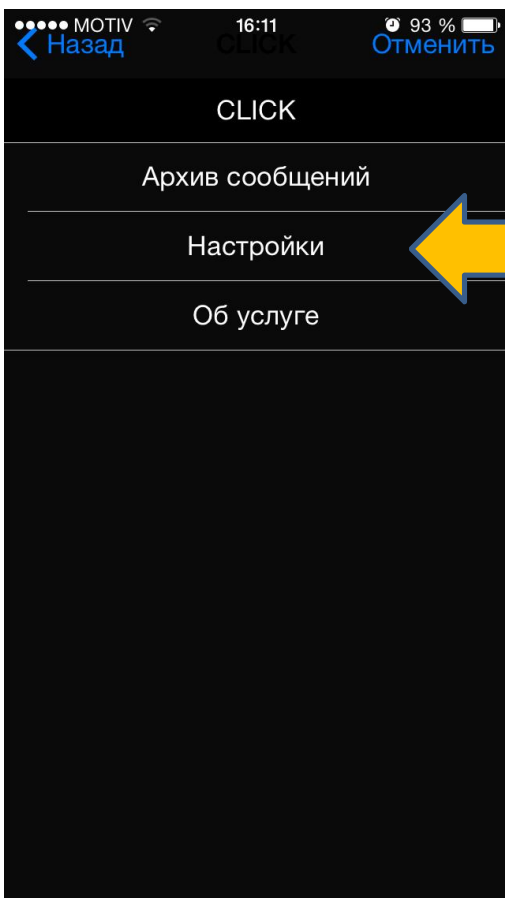 MOTIV 16:11 93 %
Назад CLICK Отменить
CLICK
Архив сообщений
Настройки
Об услуге